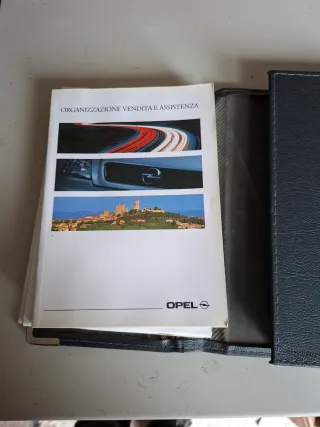 ORGANIZZAZIONE VENDITA E ASSISTENZA
OPEL